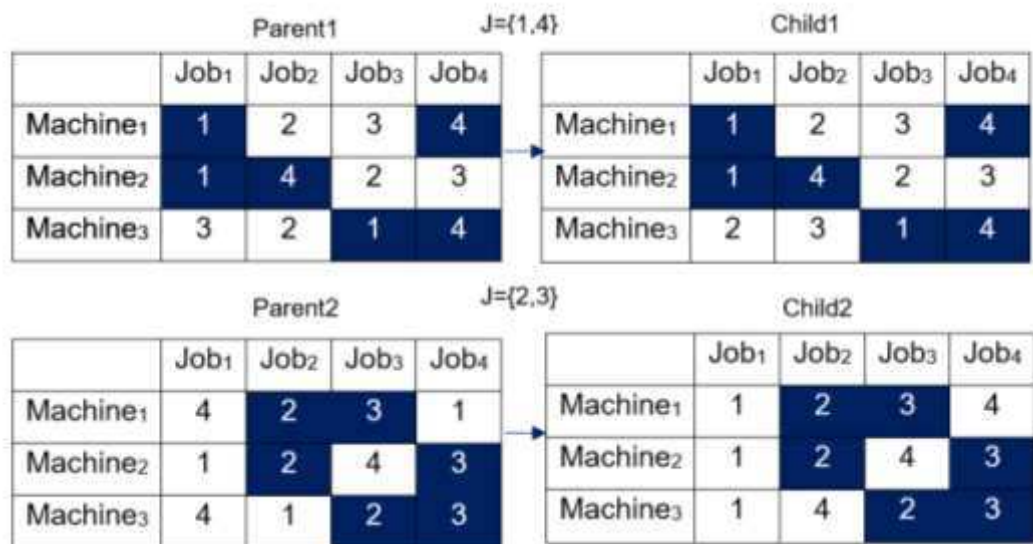 Parent1 J={1,4} Child1
Job₁ Job₂ Job₃ Job₄ Job₁ Job₂ Job₃ Job₄
Machine₁ 1 2 3 4 Machine₁ 1 2 3 4
Machine₂ 1 4 2 3 Machine₂ 1 4 2 3
Machine₃ 3 2 1 4 Machine₃ 2 3 1 4
Parent2 J={2,3} Child2
Job₁ Job₂ Job₃ Job₄ Job₁ Job₂ Job₃ Job₄
Machine₁ 4 2 3 1 Machine₁ 1 2 3 4
Machine₂ 1 2 4 3 Machine₂ 1 2 4 3
Machine₃ 4 1 2 3 Machine₃ 1 4 2 3